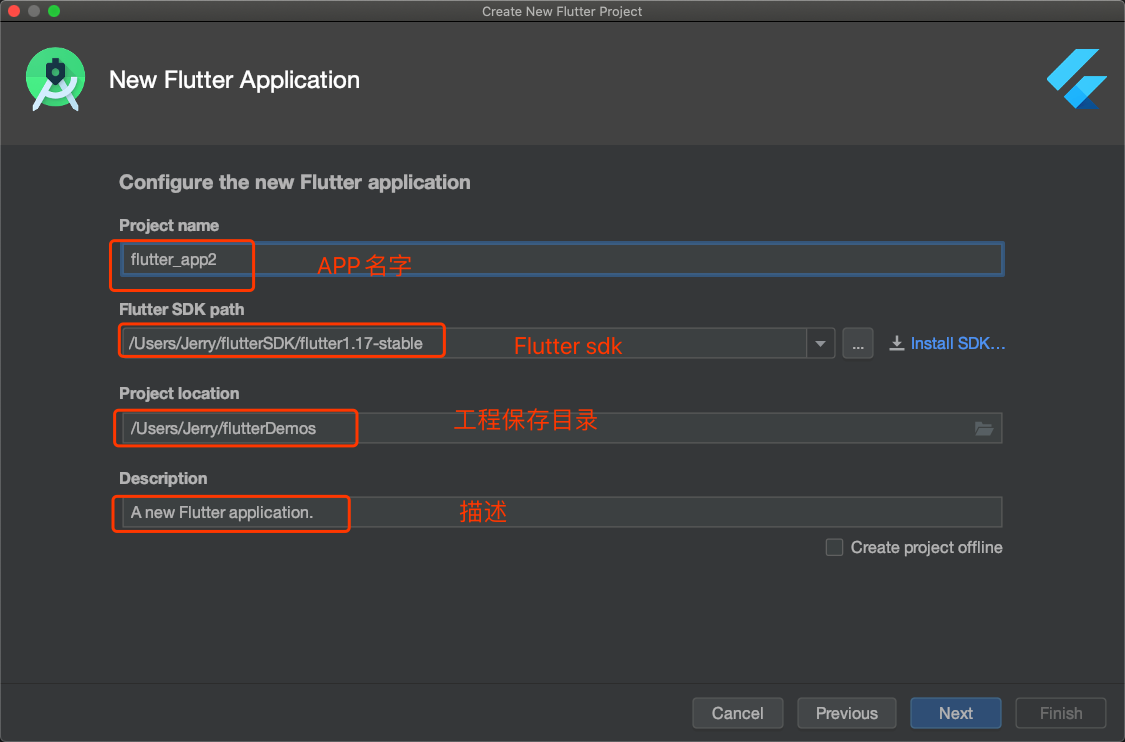 Create New Flutter Project
New Flutter Application
Configure the new Flutter application
Project name
flutter_app2 APP 名字
Flutter SDK path
/Users/Jerry/flutterSDK/flutter1.17-stable Flutter sdk ... Install SDK...
Project location
/Users/Jerry/flutterDemos 工程保存目录
Description
A new Flutter application. 描述
Create project offline
Cancel Previous Next Finish